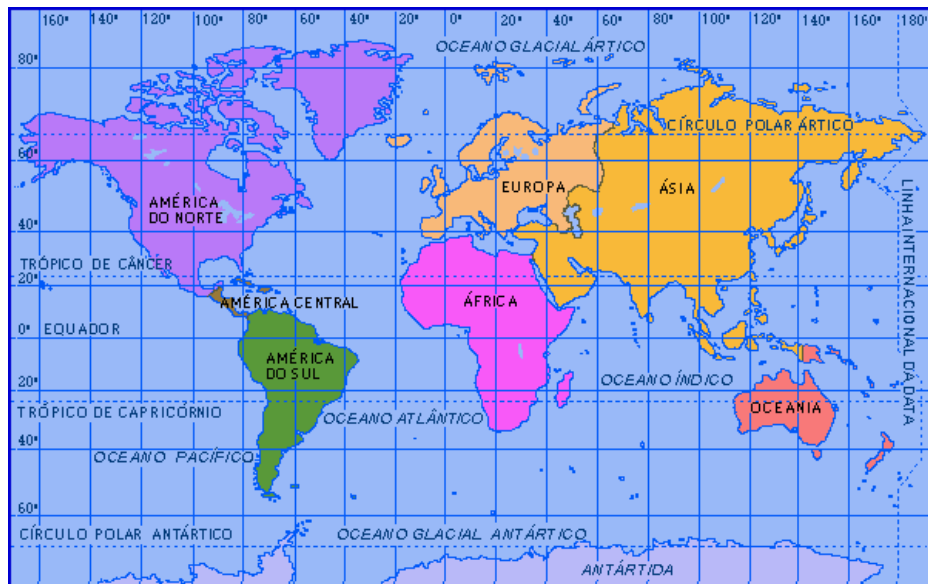 160° 120° 100° 80° 60° 40° 20° 0° 20° 40° 60° 80° 100° 120° 140° 160° 180°
OCEANO GLACIAL ÁRTICO
80°
CÍRCULO POLAR ÁRTICO
60°
EUROPA
ÁSIA
AMÉRICA
DO NORTE
LINHA INTERNACIONAL DA DATA
40°
TRÓPICO DE CÂNCER
20°
AMÉRICA CENTRAL
ÁFRICA
0°
EQUADOR
AMÉRICA
DO SUL
OCEANO ÍNDICO
20°
TRÓPICO DE CAPRICÓRNIO
OCEANO ATLÂNTICO
OCEANIA
40°
OCEANO PACÍFICO
60°
CÍRCULO POLAR ANTÁRTICO
OCEANO GLACIAL ANTÁRTICO
ANTÁRTIDA